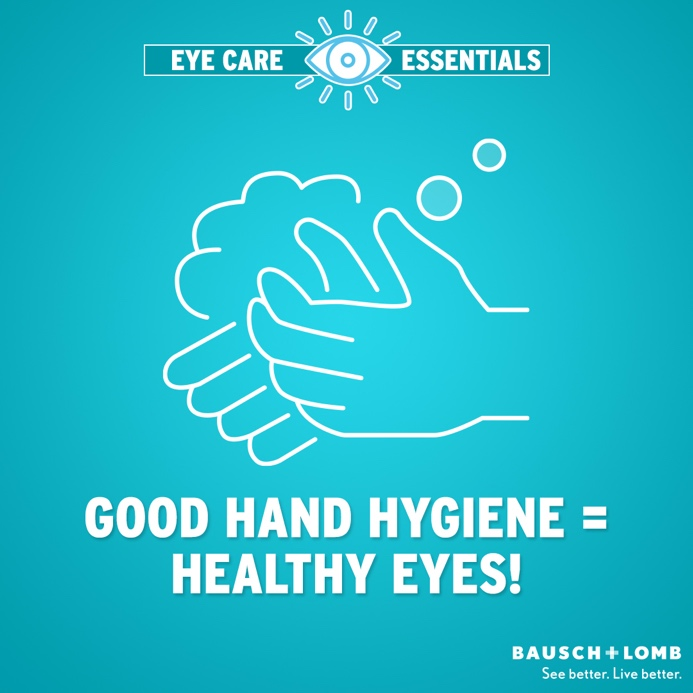 EYE CARE ESSENTIALS
GOOD HAND HYGIENE =
HEALTHY EYES!
BAUSCH + LOMB
See better. Live better.